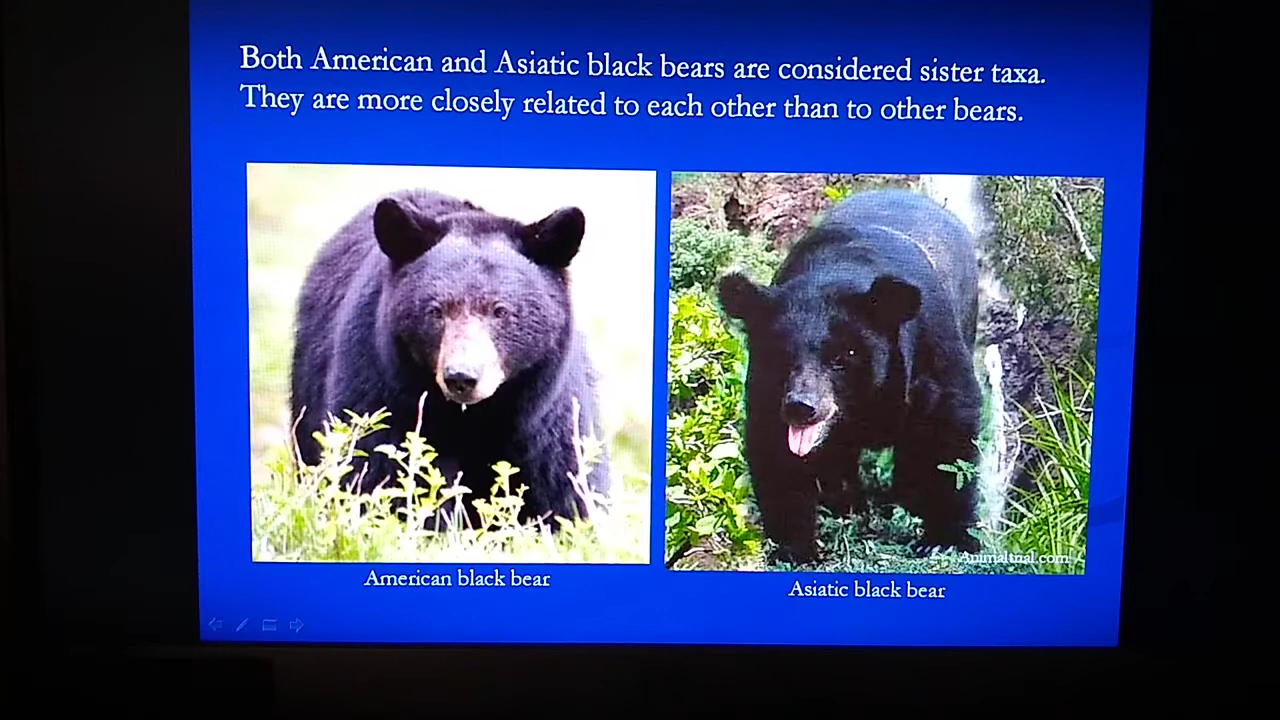 Both American and Asiatic black bears are considered sister taxa.
They are more closely related to each other than to other bears.
American black bear
Asiatic black bear